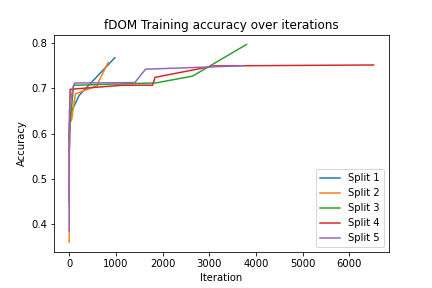 fDOM Training accuracy over iterations
0.8
0.7
0.6
0.5
0.4
Accuracy
Split 1
Split 2
Split 3
Split 4
Split 5
0 1000 2000 3000 4000 5000 6000
Iteration